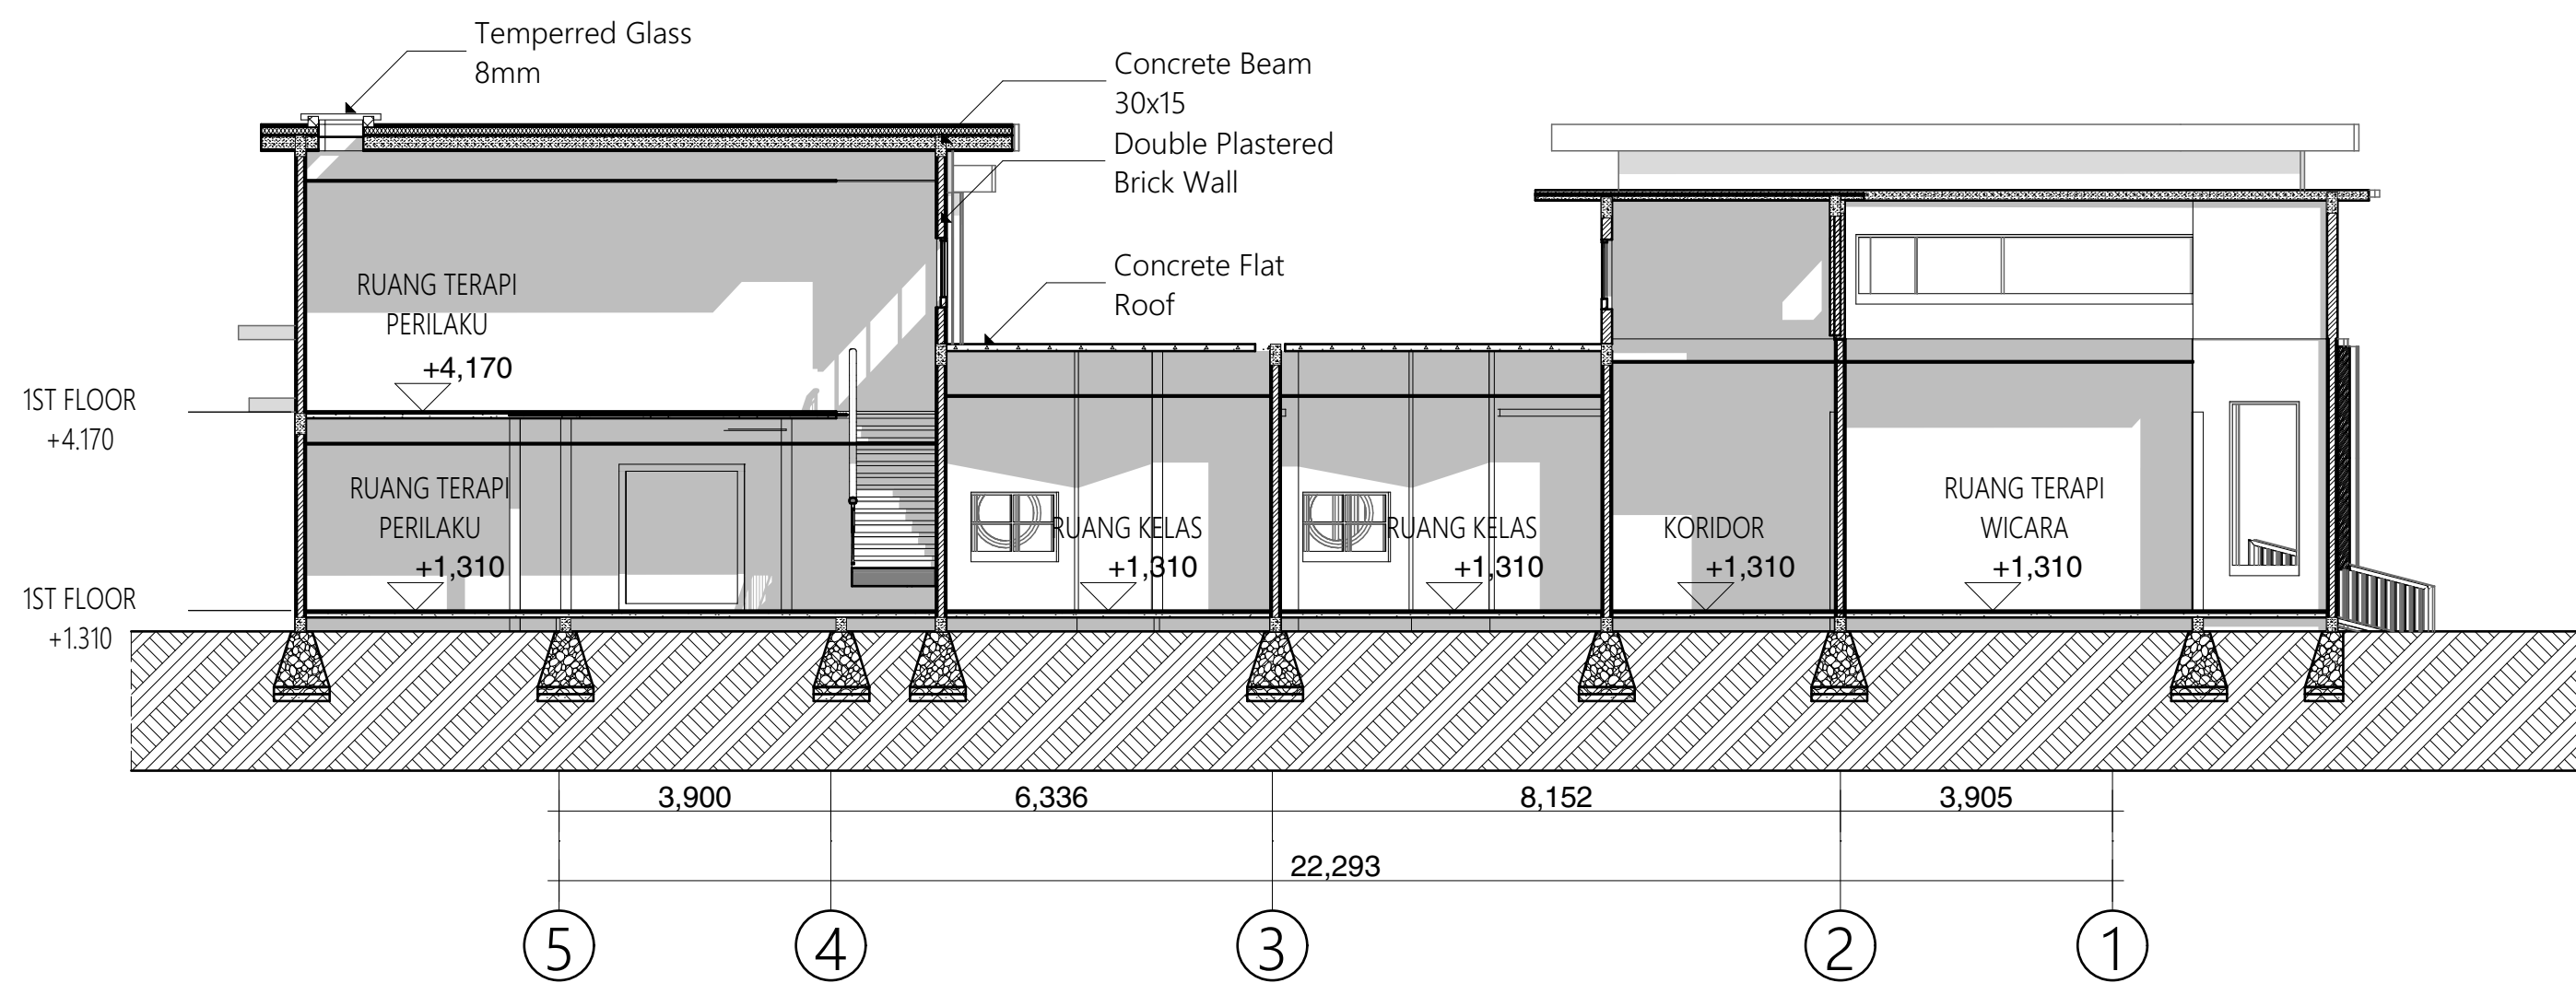 Temperred Glass
8mm
Concrete Beam
30x15
Double Plastered
Brick Wall
Concrete Flat
Roof
RUANG TERAPI
PERILAKU
+4,170
1ST FLOOR
+4.170
RUANG TERAPI
PERILAKU
+1,310
RUANG KELAS
+1,310
RUANG KELAS
+1,310
KORIDOR
+1,310
RUANG TERAPI
WICARA
+1,310
1ST FLOOR
+1.310
3,900
6,336
8,152
3,905
22,293
5
4
3
2
1